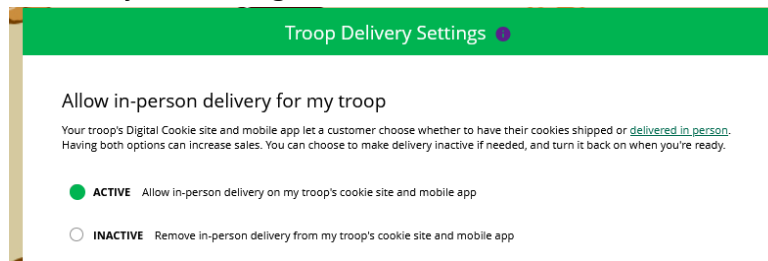 Troop Delivery Settings
Allow in-person delivery for my troop
Your troop's Digital Cookie site and mobile app let a customer choose whether to have their cookies shipped or delivered in person.
Having both options can increase sales. You can choose to make delivery inactive if needed, and turn it back on when you're ready.
ACTIVE Allow in-person delivery on my troop's cookie site and mobile app
INACTIVE Remove in-person delivery from my troop's cookie site and mobile app